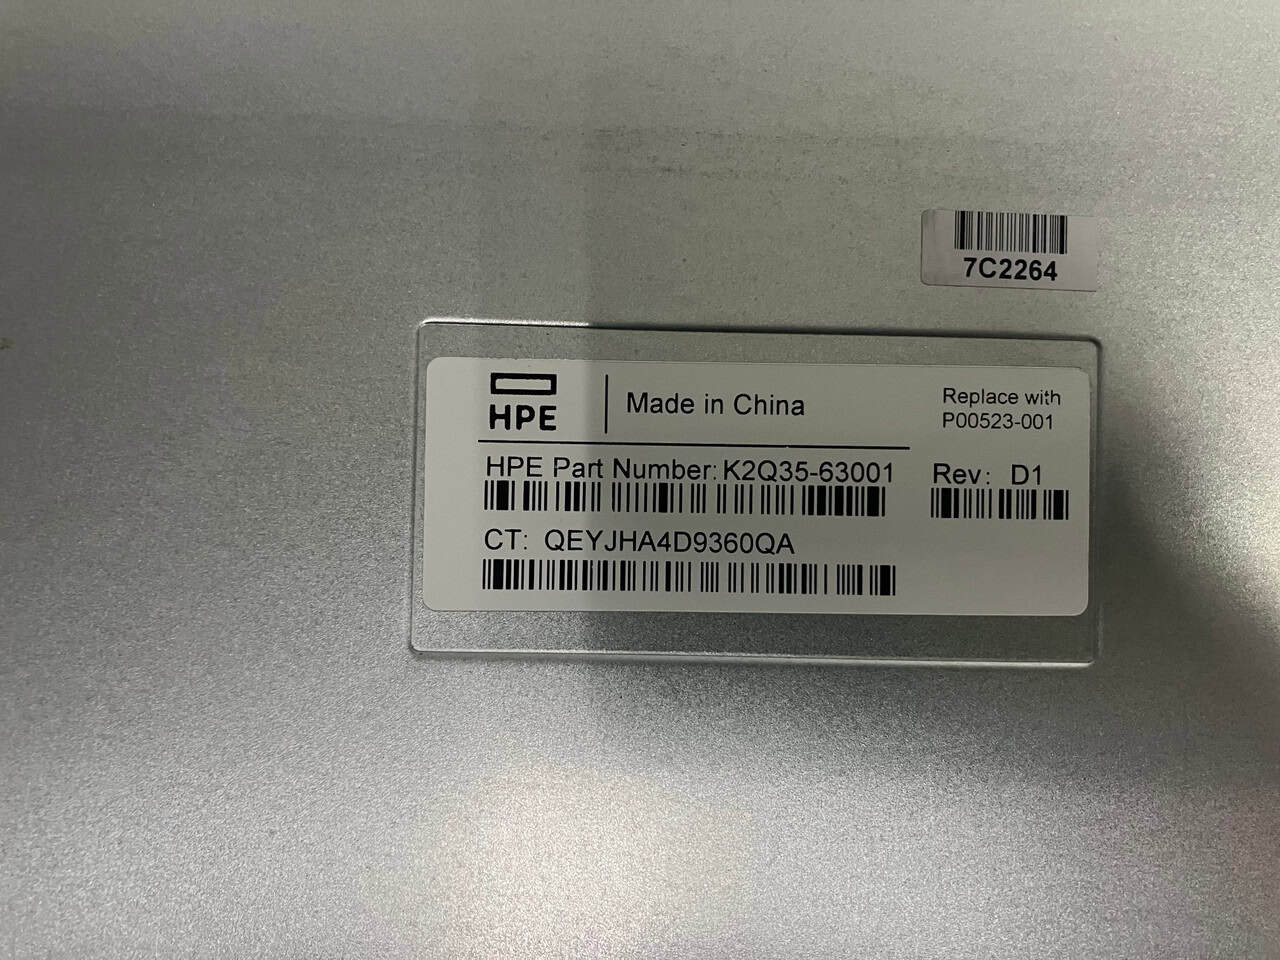 7C2264
HPE
Made in China
Replace with
P00523-001
HPE Part Number: K2Q35-63001
Rev: D1
CT: QEYJHA4D9360QA